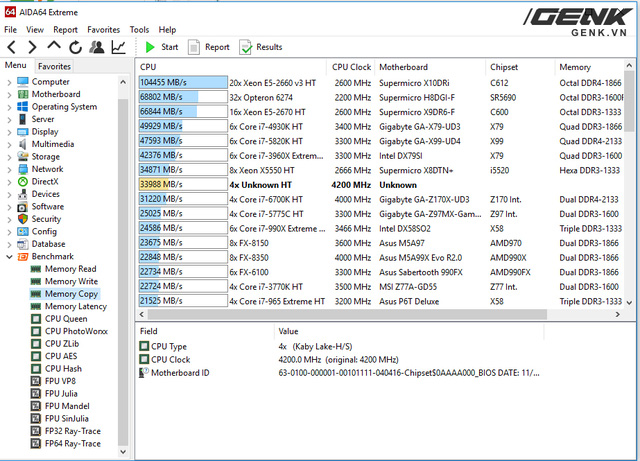 64 AIDA64 Extreme
GENK
GENK.VN
File View Report Favorites Tools Help
Start Report Results
Menu Favorites
Computer
Motherboard
Operating System
Server
Display
Multimedia
Storage
Network
DirectX
Devices
Software
Security
Config
Database
Benchmark
Memory Read
Memory Write
Memory Copy
Memory Latency
CPU Queen
CPU PhotoWorxx
CPU ZLib
CPU AES
CPU Hash
FPU VP8
FPU Julia
FPU Mandel
FPU SinJulia
FP32 Ray-Trace
FP64 Ray-Trace
CPU CPU Clock Motherboard Chipset Memory
104455 MB/s 20x Xeon E5-2660 v3 HT 2600 MHz Supermicro X10DRi C612 Octal DDR4-1866
68802 MB/s 32x Opteron 6274 2200 MHz Supermicro H8DGI-F SR5690 Octal DDR3-1600R
66844 MB/s 16x Xeon E5-2670 HT 2600 MHz Supermicro X9DR6-F C600 Octal DDR3-1333
49929 MB/s 6x Core i7-4930K HT 3400 MHz Gigabyte GA-X79-UD3 X79 Quad DDR3-1866
47593 MB/s 6x Core i7-5820K HT 3300 MHz Gigabyte GA-X99-UD4 X99 Quad DDR4-2133
42376 MB/s 6x Core i7-3960X Extrem... 3300 MHz Intel DX79SI X79 Quad DDR3-1600
34871 MB/s 8x Xeon X5550 HT 2666 MHz Supermicro X8DTN+ i5520 Hexa DDR3-1333
33988 MB/s 4x Unknown HT 4200 MHz Unknown
31220 MB/s 4x Core i7-6700K HT 4000 MHz Gigabyte GA-Z170X-UD3 Z170 Int. Dual DDR4-2133
25025 MB/s 4x Core i7-5775C HT 3300 MHz Gigabyte GA-Z97MX-Gam... Z97 Int. Dual DDR3-1600
24586 MB/s 6x Core i7-990X Extreme ... 3466 MHz Intel DX58SO2 X58 Triple DDR3-1333
23675 MB/s 8x FX-8150 3600 MHz Asus M5A97 AMD970 Dual DDR3-1866
22848 MB/s 8x FX-8350 4000 MHz Asus M5A99X Evo R2.0 AMD990X Dual DDR3-1866
22734 MB/s 6x FX-6100 3300 MHz Asus Sabertooth 990FX AMD990FX Dual DDR3-1866
22724 MB/s 4x Core i7-3770K HT 3500 MHz MSI Z77A-GD55 Z77 Int. Dual DDR3-1600
21525 MB/s 4x Core i7-965 Extreme HT 3200 MHz Asus P6T Deluxe X58 Triple DDR3-1333
Field Value
CPU Type 4x (Kaby Lake-H/S)
CPU Clock 4200.0 MHz (original: 4200 MHz)
Motherboard ID 63-0100-000001-00101111-040416-Chipset$0AAAA000_BIOS DATE: 11/...